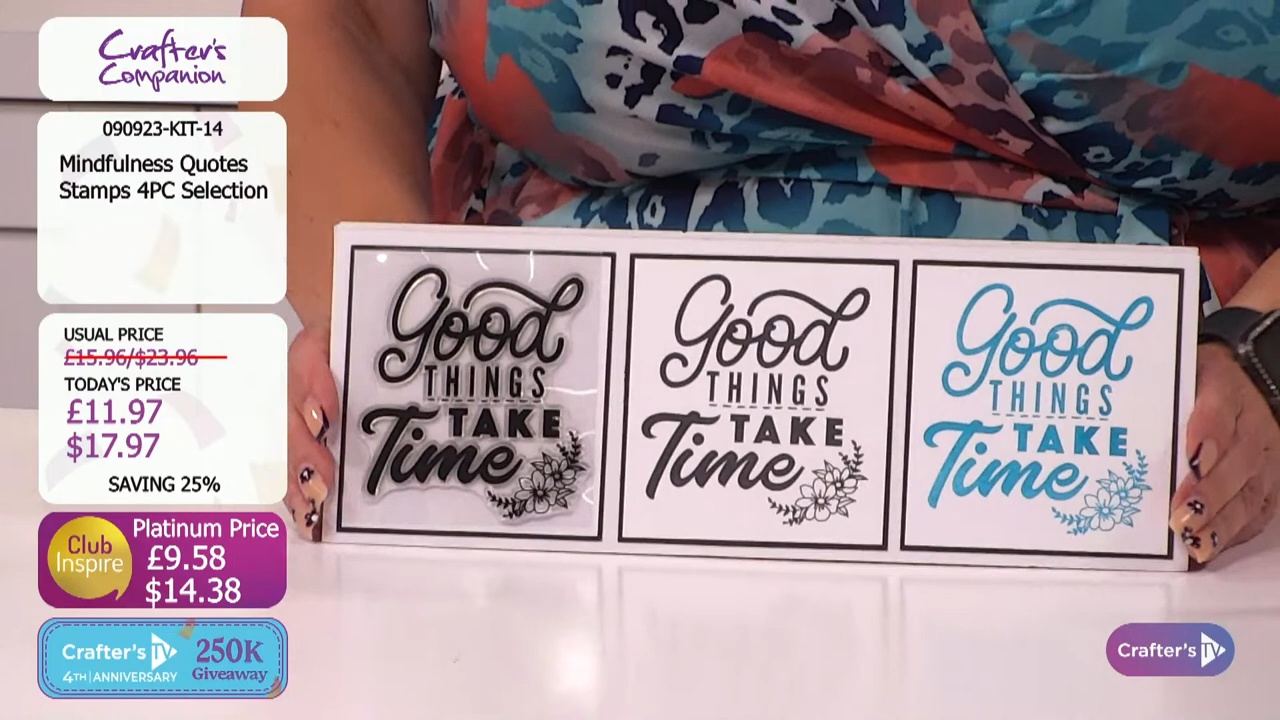 Crafter's
Companion
090923-KIT-14
Mindfulness Quotes
Stamps 4PC Selection
USUAL PRICE
£15.96/$23.96
TODAY'S PRICE
£11.97
$17.97
SAVING 25%
Club
Inspire
Platinum Price
£9.58
$14.38
Crafter's TV
4TH | ANNIVERSARY
250K
Giveaway
Good
THINGS
TAKE
Time
Good
THINGS
TAKE
Time
Good
THINGS
TAKE
Time
Crafter's TV